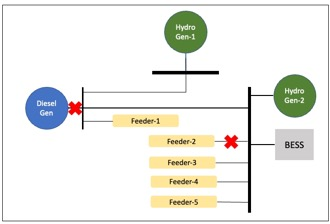 Hydro
Gen-1
Diesel
Gen
Hydro
Gen-2
Feeder-1
Feeder-2
BESS
Feeder-3
Feeder-4
Feeder-5